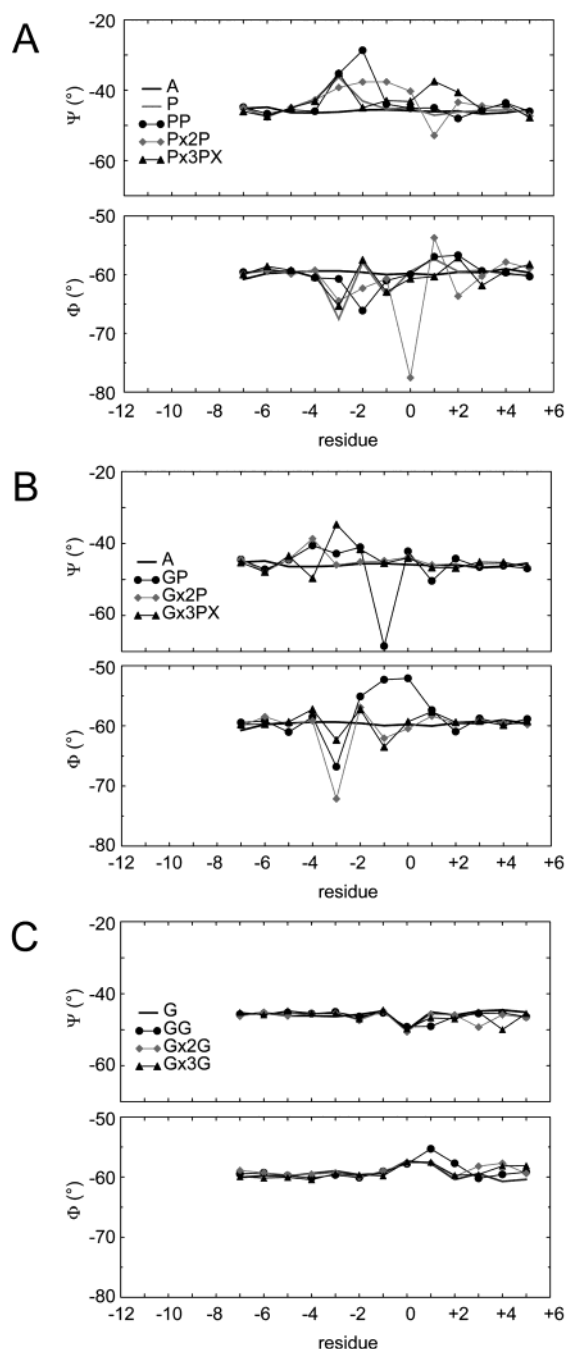 A
-20
-40
-60
Ψ (°)
A
P
PP
Px2P
Px3PX
-50
-60
-70
-80
Φ (°)
-12 -10 -8 -6 -4 -2 0 +2 +4 +6
residue
B
-20
-40
-60
Ψ (°)
A
GP
Gx2P
Gx3PX
-50
-60
-70
-80
Φ (°)
-12 -10 -8 -6 -4 -2 0 +2 +4 +6
residue
C
-20
-40
-60
Ψ (°)
G
GG
Gx2G
Gx3G
-50
-60
-70
-80
Φ (°)
-12 -10 -8 -6 -4 -2 0 +2 +4 +6
residue